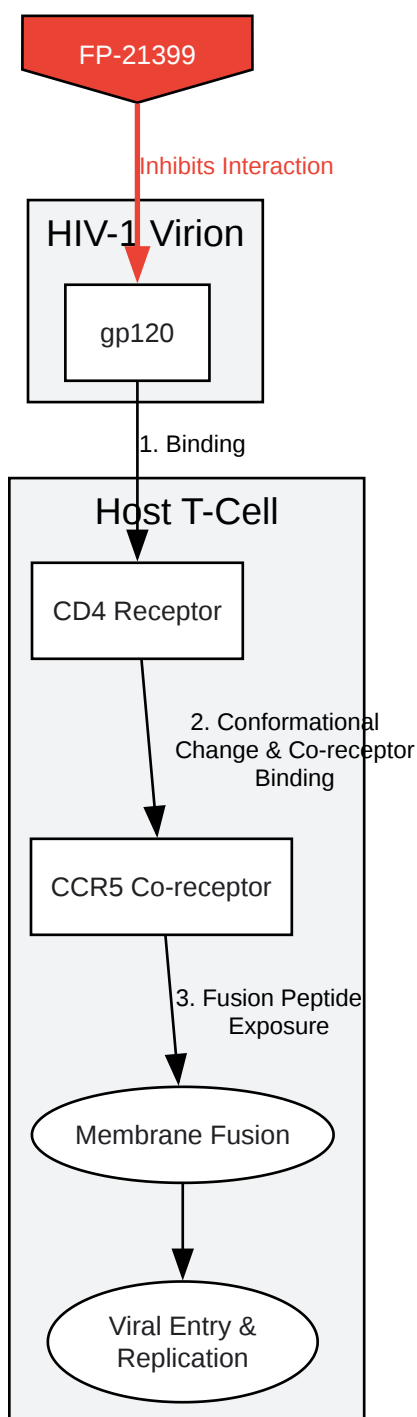 FP-21399
Inhibits Interaction
HIV-1 Virion
gp120
1. Binding
Host T-Cell
CD4 Receptor
2. Conformational
Change & Co-receptor
Binding
CCR5 Co-receptor
3. Fusion Peptide
Exposure
Membrane Fusion
Viral Entry &
Replication